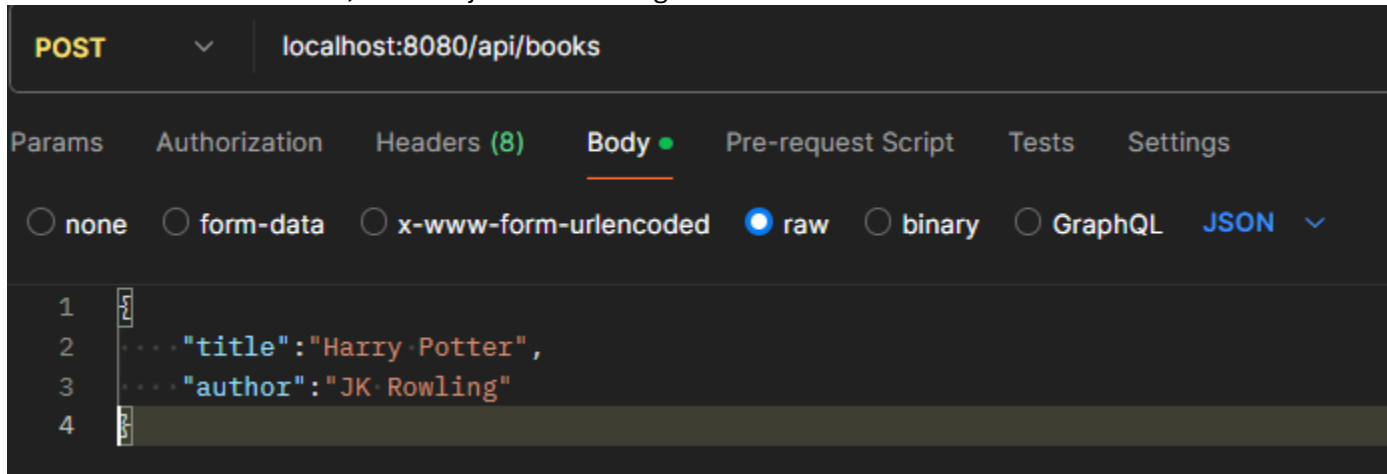 POST localhost:8080/api/books
Params Authorization Headers (8) Body Pre-request Script Tests Settings
none form-data x-www-form-urlencoded raw binary GraphQL JSON
1 {
2 "title":"Harry Potter",
3 "author":"JK Rowling"
4 }